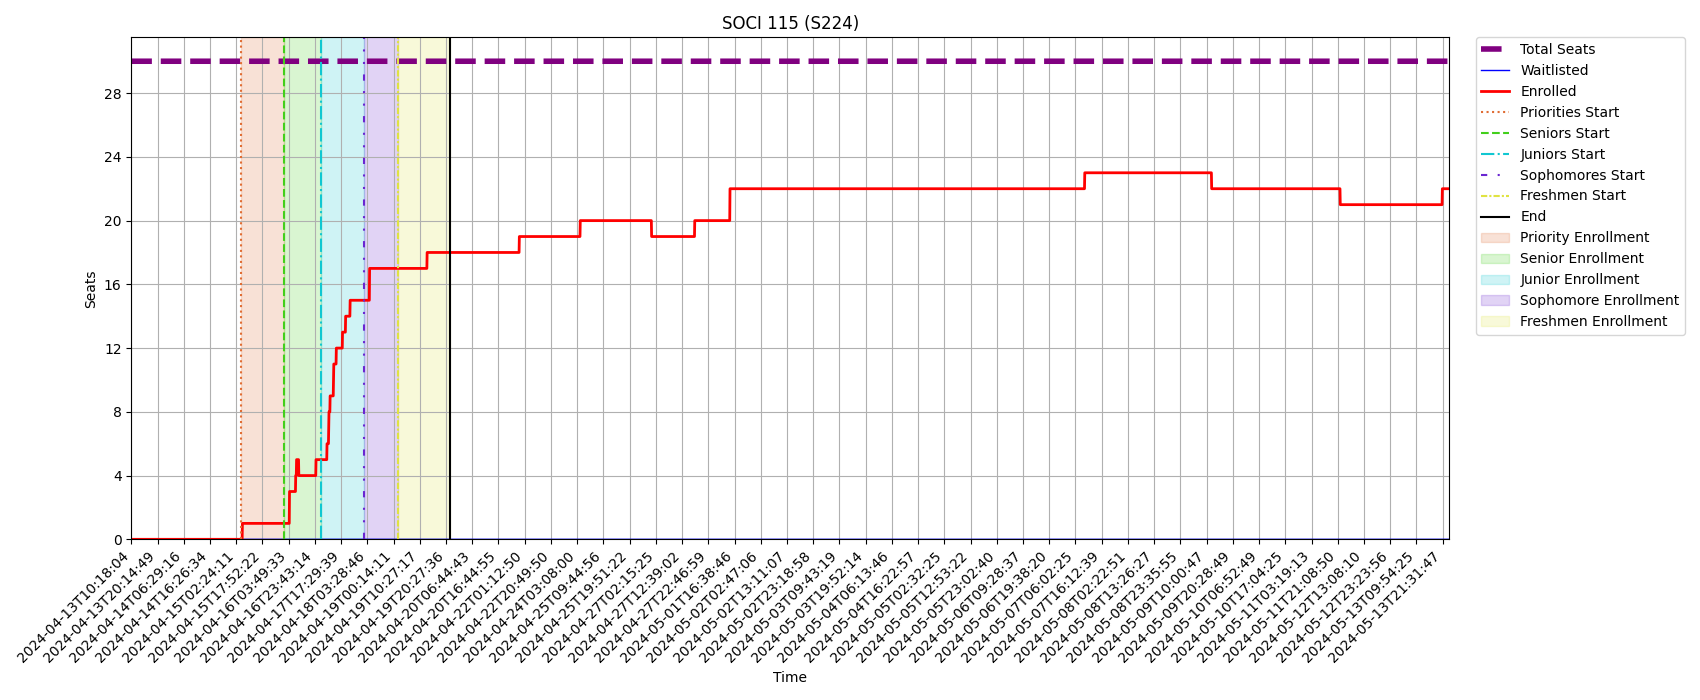 SOCI 115 (S224)
Total Seats
Waitlisted
Enrolled
Priorities Start
Seniors Start
Juniors Start
Sophomores Start
Freshmen Start
End
Priority Enrollment
Senior Enrollment
Junior Enrollment
Sophomore Enrollment
Freshmen Enrollment
Seats
28
24
20
16
12
8
4
0
2024-04-13T10:18:04
2024-04-13T20:14:49
2024-04-14T06:29:16
2024-04-14T16:26:34
2024-04-15T02:24:11
2024-04-15T17:52:22
2024-04-16T03:49:33
2024-04-16T23:43:14
2024-04-17T17:29:39
2024-04-18T03:28:46
2024-04-19T00:14:11
2024-04-19T10:27:17
2024-04-19T20:27:36
2024-04-20T06:44:43
2024-04-20T16:44:55
2024-04-22T01:12:50
2024-04-22T20:49:50
2024-04-24T03:08:00
2024-04-25T09:44:56
2024-04-25T19:51:22
2024-04-27T02:15:25
2024-04-27T12:39:02
2024-04-27T22:46:59
2024-05-01T16:38:46
2024-05-02T02:47:06
2024-05-02T13:11:07
2024-05-02T23:18:58
2024-05-03T09:43:19
2024-05-03T19:52:14
2024-05-04T06:13:46
2024-05-04T16:22:57
2024-05-05T02:32:25
2024-05-05T12:53:22
2024-05-05T23:02:40
2024-05-06T09:28:37
2024-05-06T19:38:20
2024-05-07T06:02:25
2024-05-07T16:12:39
2024-05-08T02:22:51
2024-05-08T13:26:27
2024-05-08T23:35:55
2024-05-09T10:00:47
2024-05-09T20:28:49
2024-05-10T06:52:49
2024-05-10T17:04:25
2024-05-11T03:19:13
2024-05-11T21:08:50
2024-05-12T13:08:10
2024-05-12T23:23:56
2024-05-13T09:54:25
2024-05-13T21:31:47
Time